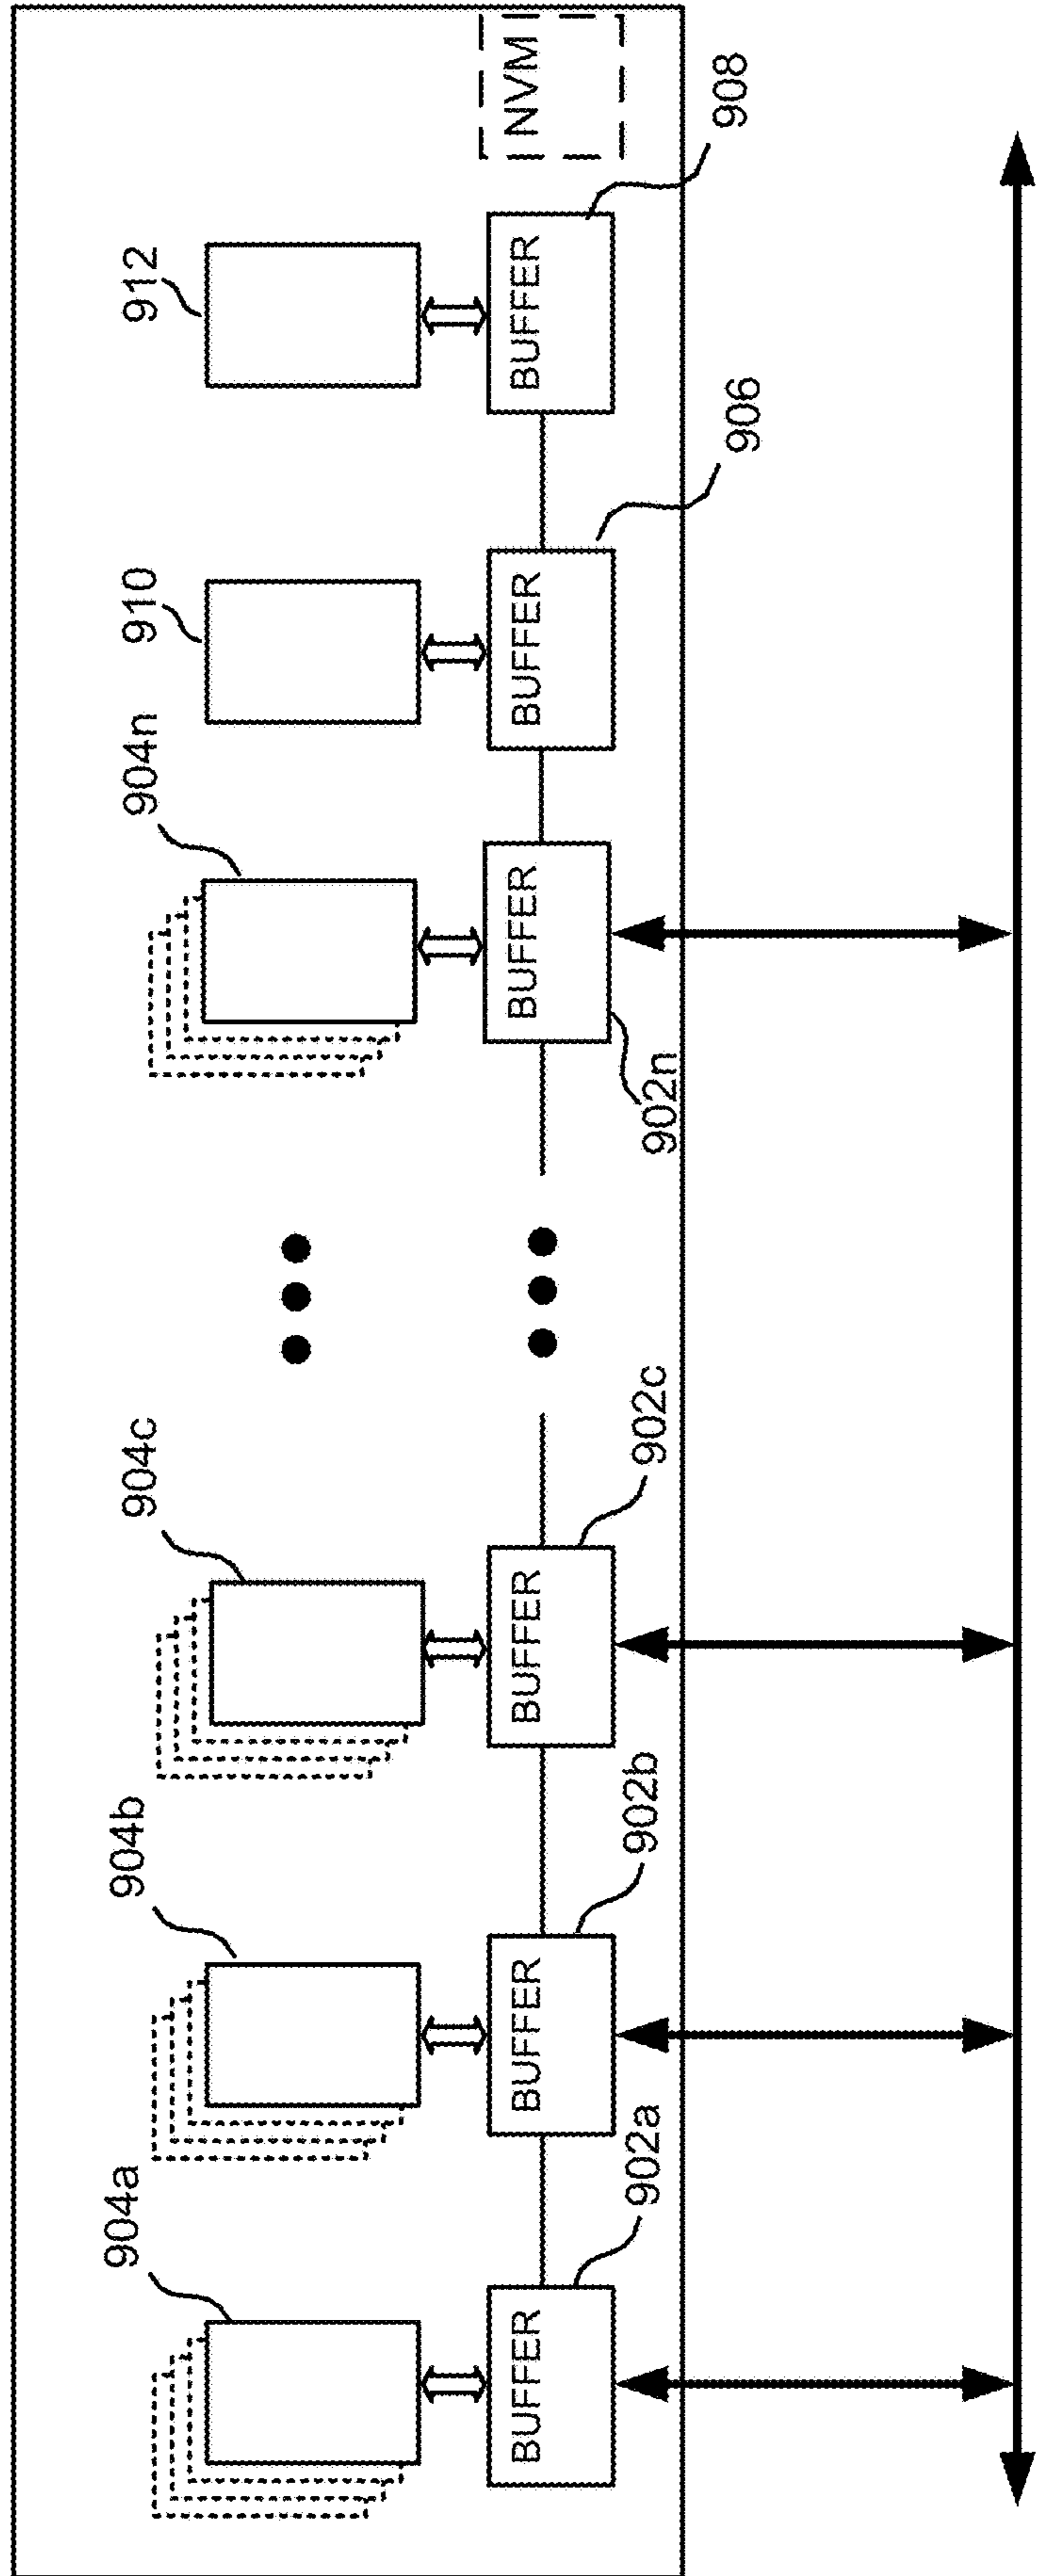 904a
904b
904c
904n
910
912
BUFFER
BUFFER
BUFFER
BUFFER
BUFFER
BUFFER
NVM
902a
902b
902c
902n
906
908